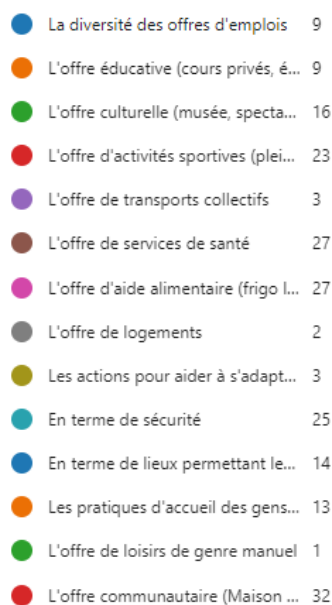 La diversité des offres d'emplois 9
L'offre éducative (cours privés, é... 9
L'offre culturelle (musée, specta... 16
L'offre d'activités sportives (plei... 23
L'offre de transports collectifs 3
L'offre de services de santé 27
L'offre d'aide alimentaire (frigo l... 27
L'offre de logements 2
Les actions pour aider à s'adapt... 3
En terme de sécurité 25
En terme de lieux permettant le... 14
Les pratiques d'accueil des gens... 13
L'offre de loisirs de genre manuel 1
L'offre communautaire (Maison ... 32